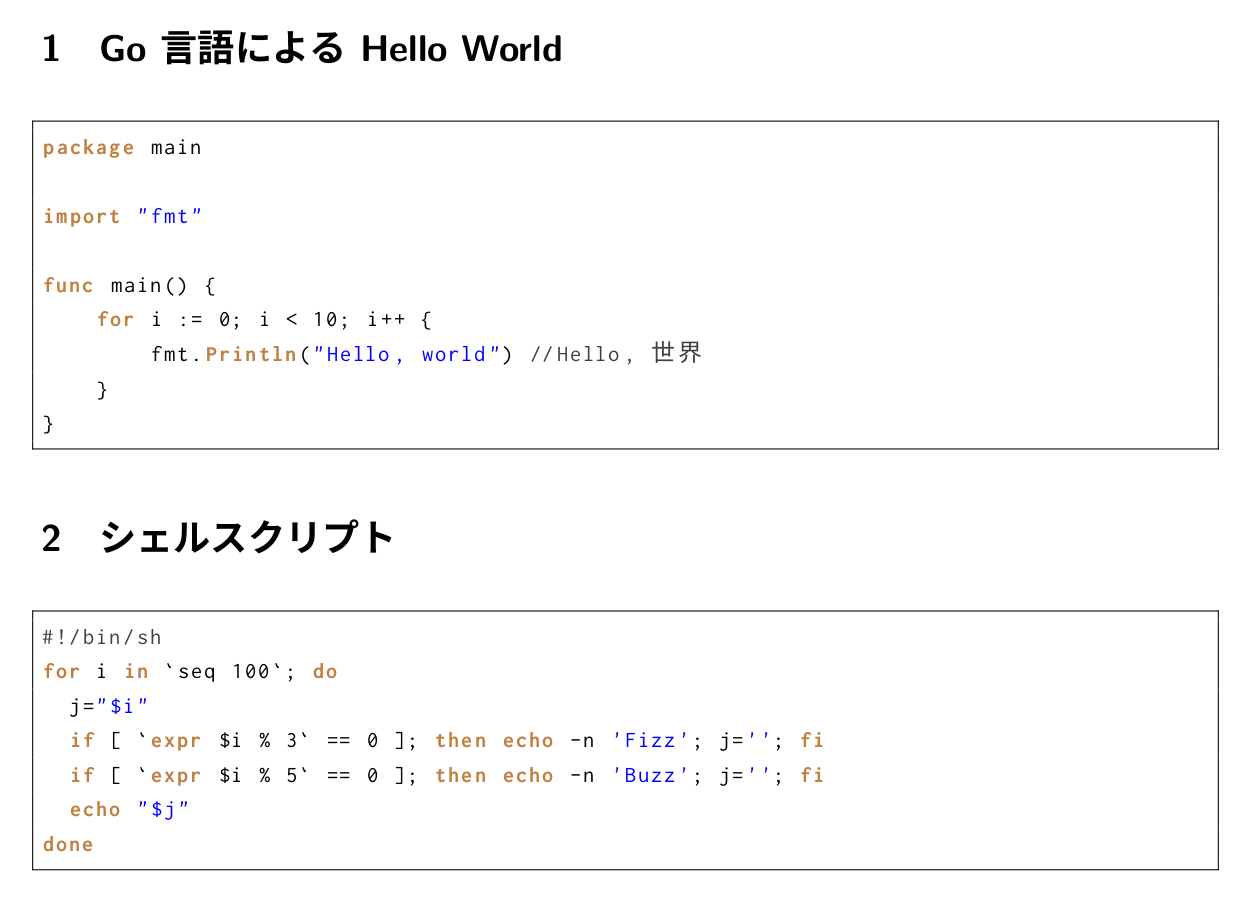 1 Go 言語による Hello World
package main
import "fmt"
func main() {
    for i := 0; i < 10; i++ {
        fmt.Println("Hello, world") //Hello, 世界
    }
}
2 シェルスクリプト
#!/bin/sh
for i in `seq 100`; do
  j="$i"
  if [ `expr $i % 3` == 0 ]; then echo -n 'Fizz'; j=''; fi
  if [ `expr $i % 5` == 0 ]; then echo -n 'Buzz'; j=''; fi
  echo "$j"
done